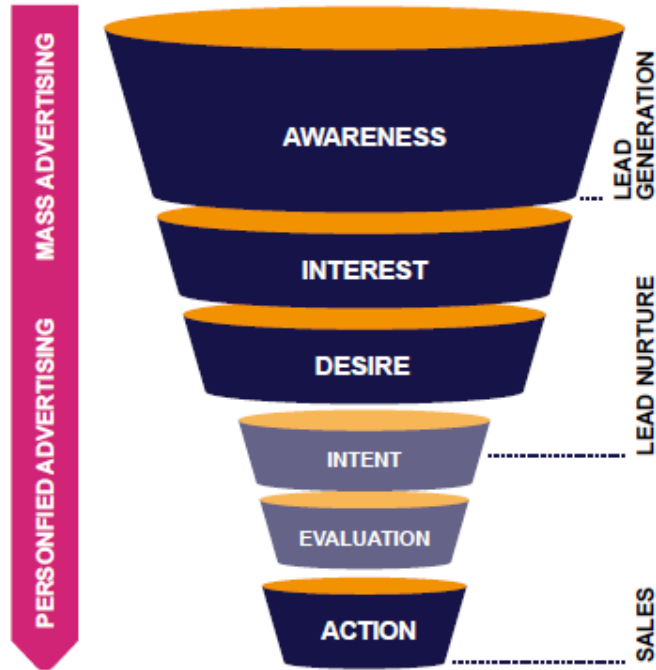 MASS ADVERTISING
PERSONFIED ADVERTISING
AWARENESS
INTEREST
DESIRE
INTENT
EVALUATION
ACTION
LEAD
GENERATION
LEAD NURTURE
SALES